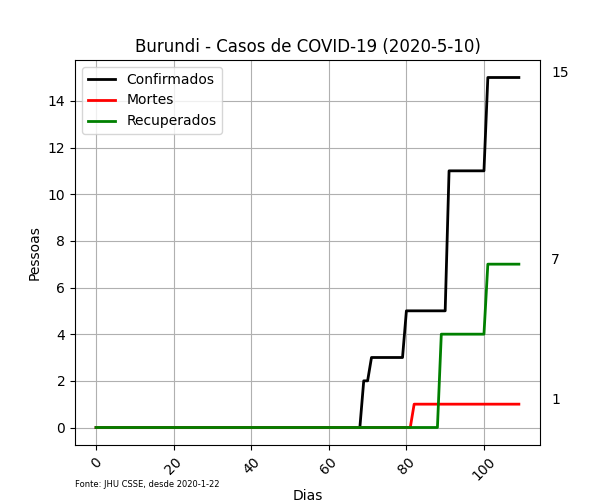 Burundi - Casos de COVID-19 (2020-5-10)
Confirmados
Mortes
Recuperados
15
7
1
Pessoas
14
12
10
8
6
4
2
0
0 20 40 60 80 100
Fonte: JHU CSSE, desde 2020-1-22
Dias